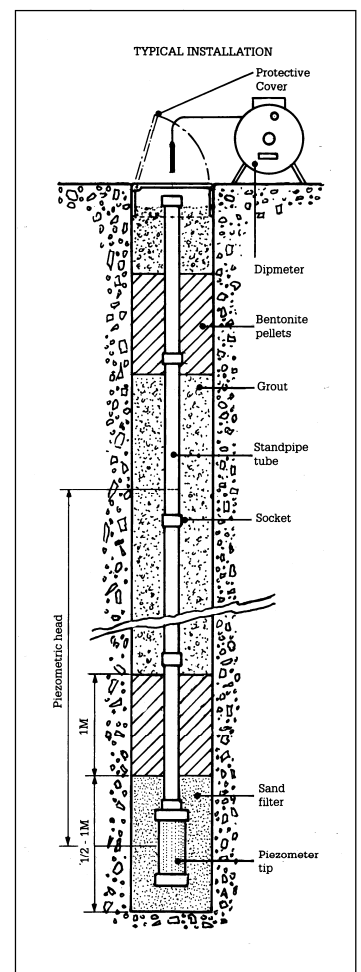 TYPICAL INSTALLATION
Protective
Cover
Dipmeter
Bentonite
pellets
Grout
Standpipe
tube
Socket
Piezometric head
1M
Sand
filter
1/2 - 1M
Piezometer
tip